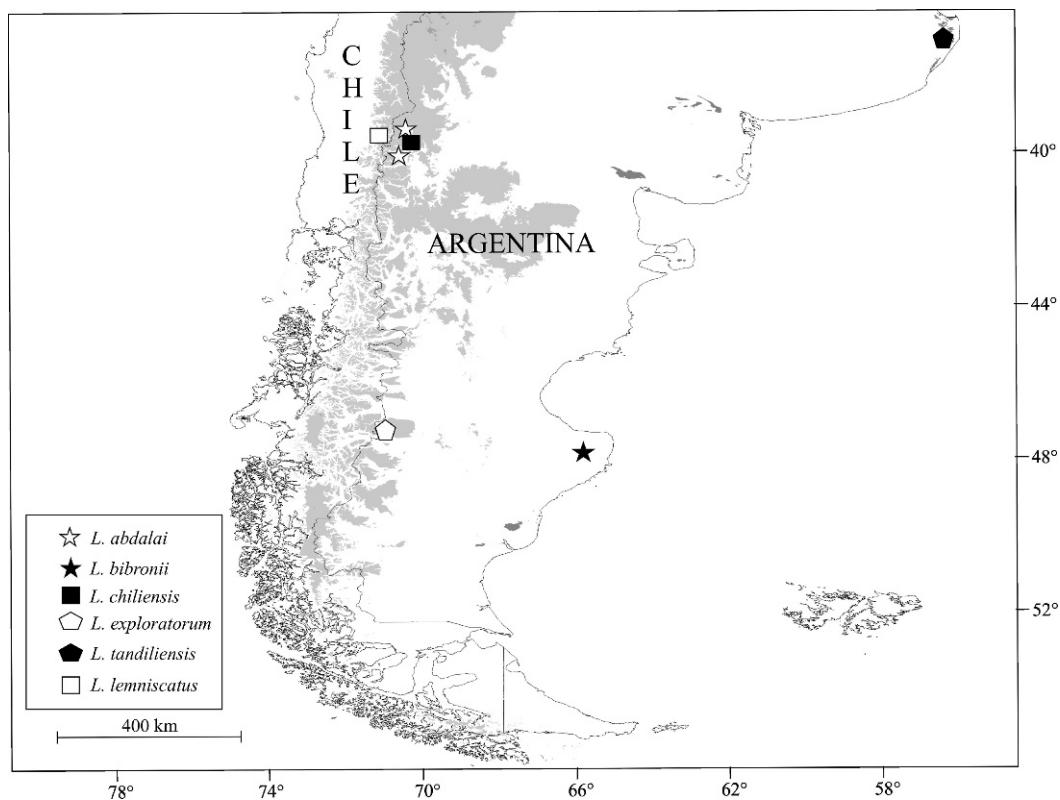 CHILE
40°
ARGENTINA
44°
48°
L. abdalai
L. bibronii
L. chiliensis
L. exploratorum
L. tandiliensis
L. lemniscatus
52°
400 km
78°
74°
70°
66°
62°
58°